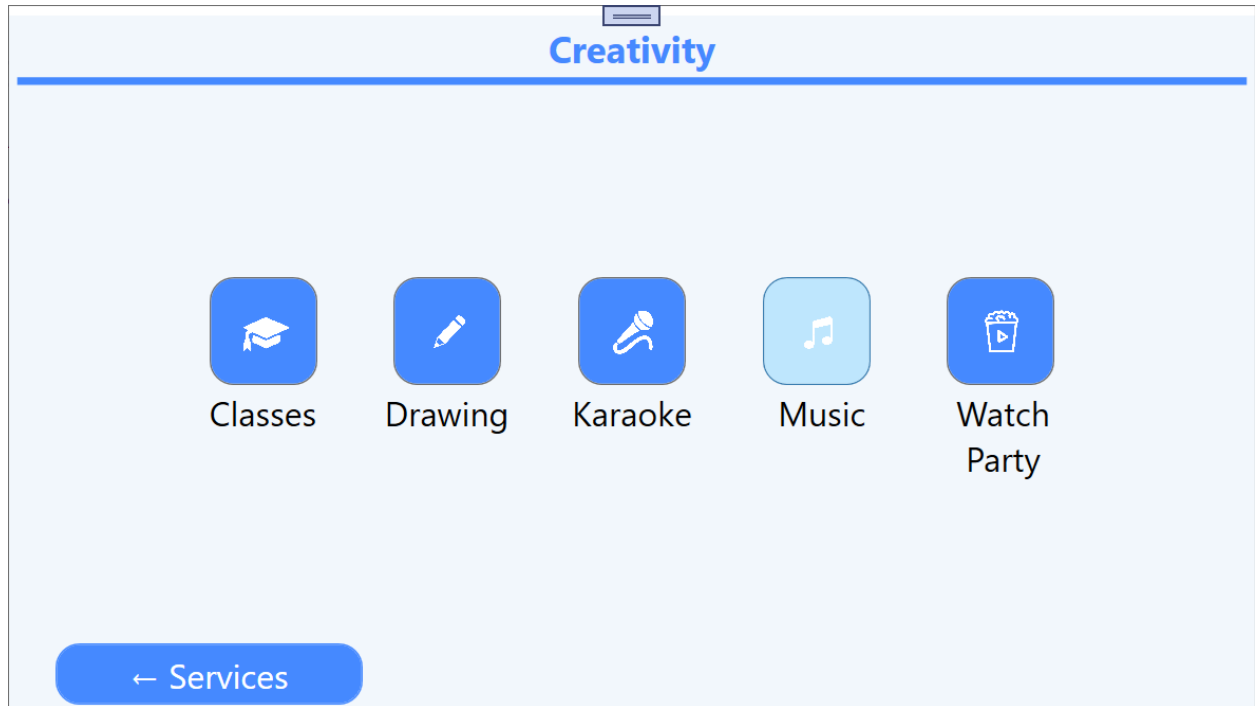 Creativity
Classes
Drawing
Karaoke
Music
Watch
Party
← Services